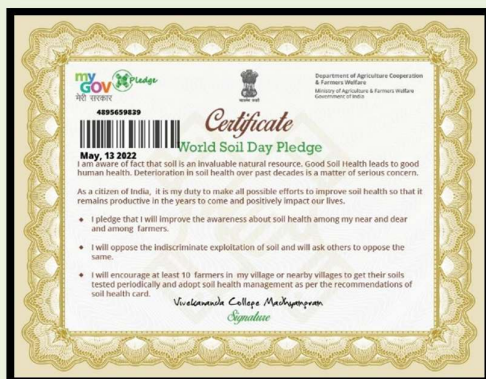 my
GOV Pledge
मेरी सरकार
सत्यमेव जयते
Department of Agriculture Cooperation
& Farmers Welfare
Ministry of Agriculture & Farmers Welfare
Government of India
4895659839
Certificate
May, 13 2022
World Soil Day Pledge
I am aware of fact that soil is an invaluable natural resource. Good Soil Health leads to good
human health. Deterioration in soil health over past decades is a matter of serious concern.
As a citizen of India, it is my duty to make all possible efforts to improve soil health so that it
remains productive in the years to come and positively impact our lives.
I pledge that I will improve the awareness about soil health among my near and dear
and among farmers.
I will oppose the indiscriminate exploitation of soil and will ask others to oppose the
same.
I will encourage at least 10 farmers in my village or nearby villages to get their soils
tested periodically and adopt soil health management as per the recommendations of
soil health card.
Vivekananda College Madhyampram
Signature